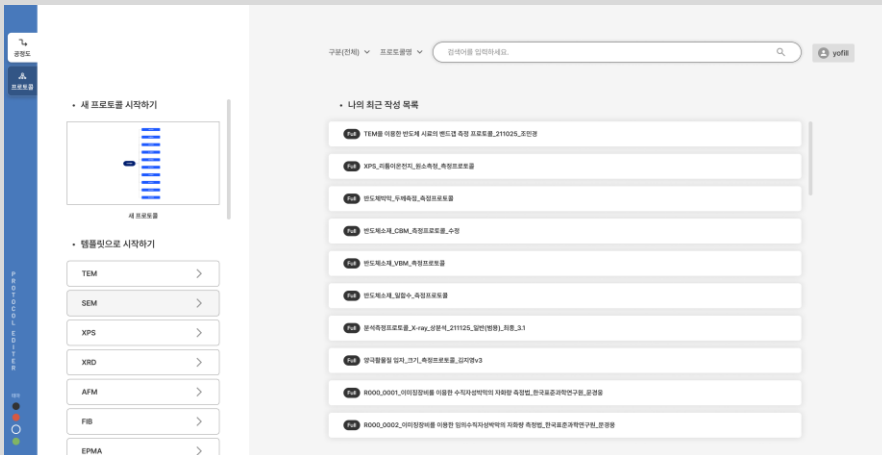 공정도
프로토콜
PROTOCOL EDITER
구분(전체)
프로토콜명
검색어를 입력하세요.
yofill
• 새 프로토콜 시작하기
새 프로토콜
• 템플릿으로 시작하기
TEM
SEM
XPS
XRD
AFM
FIB
EPMA
• 나의 최근 작성 목록
Full TEM을 이용한 반도체 시료의 밴드갭 측정 프로토콜_211025_조민경
Full XPS_리튬이온전지_원소측정_측정프로토콜
Full 반도체박막_두께측정_측정프로토콜
Full 반도체소재_CBM_측정프로토콜_수정
Full 반도체소재_VBM_측정프로토콜
Full 반도체소재_일함수_측정프로토콜
Full 분석측정프로토콜_X-ray_성분석_211125_일반(범용)_최종_3.1
Full 양극활물질 입자_크기_측정프로토콜_김지영v3
Full R000_0001_이미징장비를 이용한 수직자성박막의 자화량 측정법_한국표준과학연구원_문경웅
Full R000_0002_이미징장비를 이용한 임의수직자성박막의 자화량 측정법_한국표준과학연구원_문경웅